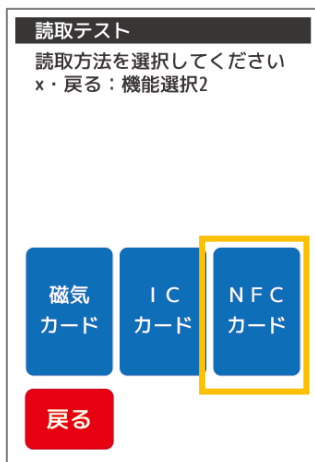 読取テスト
読取方法を選択してください
x・戻る：機能選択2
磁気
カード
ＩＣ
カード
ＮＦＣ
カード
戻る